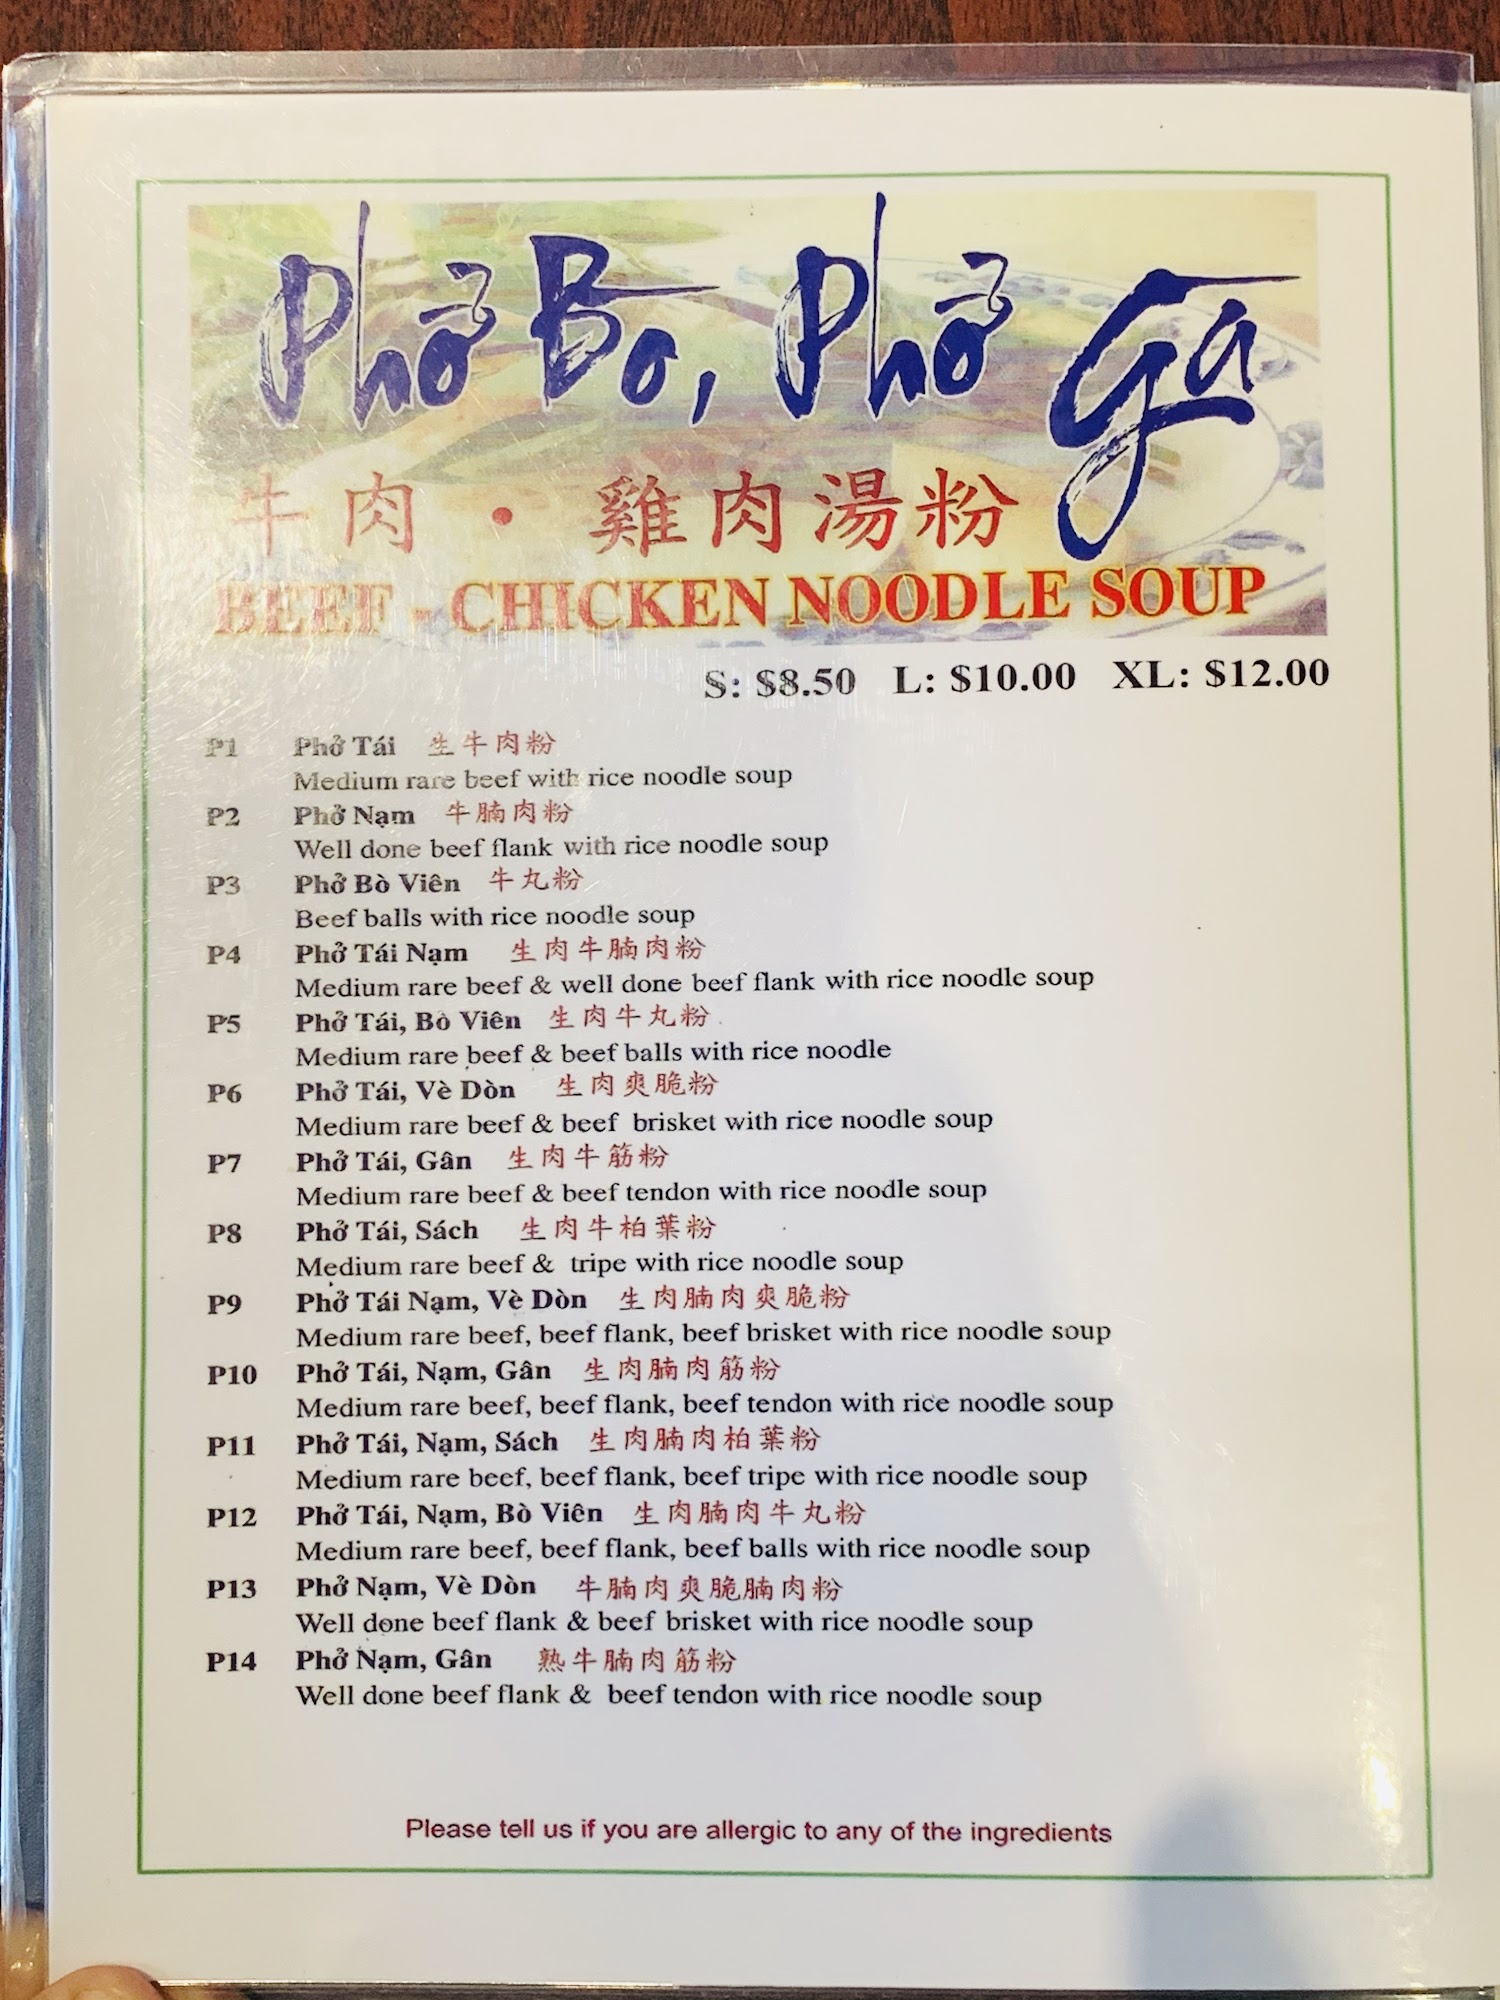 Phở Bo, Phở Ga
牛肉・雞肉湯粉
BEEF - CHICKEN NOODLE SOUP
S: $8.50 L: $10.00 XL: $12.00
P1 Phở Tái 生牛肉粉
Medium rare beef with rice noodle soup
P2 Phở Nạm 牛腩肉粉
Well done beef flank with rice noodle soup
P3 Phở Bò Viên 牛丸粉
Beef balls with rice noodle soup
P4 Phở Tái Nạm 生肉牛腩肉粉
Medium rare beef & well done beef flank with rice noodle soup
P5 Phở Tái, Bò Viên 生肉牛丸粉
Medium rare beef & beef balls with rice noodle
P6 Phở Tái, Vè Dòn 生肉爽脆粉
Medium rare beef & beef brisket with rice noodle soup
P7 Phở Tái, Gân 生肉牛筋粉
Medium rare beef & beef tendon with rice noodle soup
P8 Phở Tái, Sách 生肉牛柏葉粉
Medium rare beef & tripe with rice noodle soup
P9 Phở Tái Nạm, Vè Dòn 生肉腩肉爽脆粉
Medium rare beef, beef flank, beef brisket with rice noodle soup
P10 Phở Tái, Nạm, Gân 生肉腩肉筋粉
Medium rare beef, beef flank, beef tendon with rice noodle soup
P11 Phở Tái, Nạm, Sách 生肉腩肉柏葉粉
Medium rare beef, beef flank, beef tripe with rice noodle soup
P12 Phở Tái, Nạm, Bò Viên 生肉腩肉牛丸粉
Medium rare beef, beef flank, beef balls with rice noodle soup
P13 Phở Nạm, Vè Dòn 牛腩肉爽脆腩肉粉
Well done beef flank & beef brisket with rice noodle soup
P14 Phở Nạm, Gân 熟牛腩肉筋粉
Well done beef flank & beef tendon with rice noodle soup
Please tell us if you are allergic to any of the ingredients